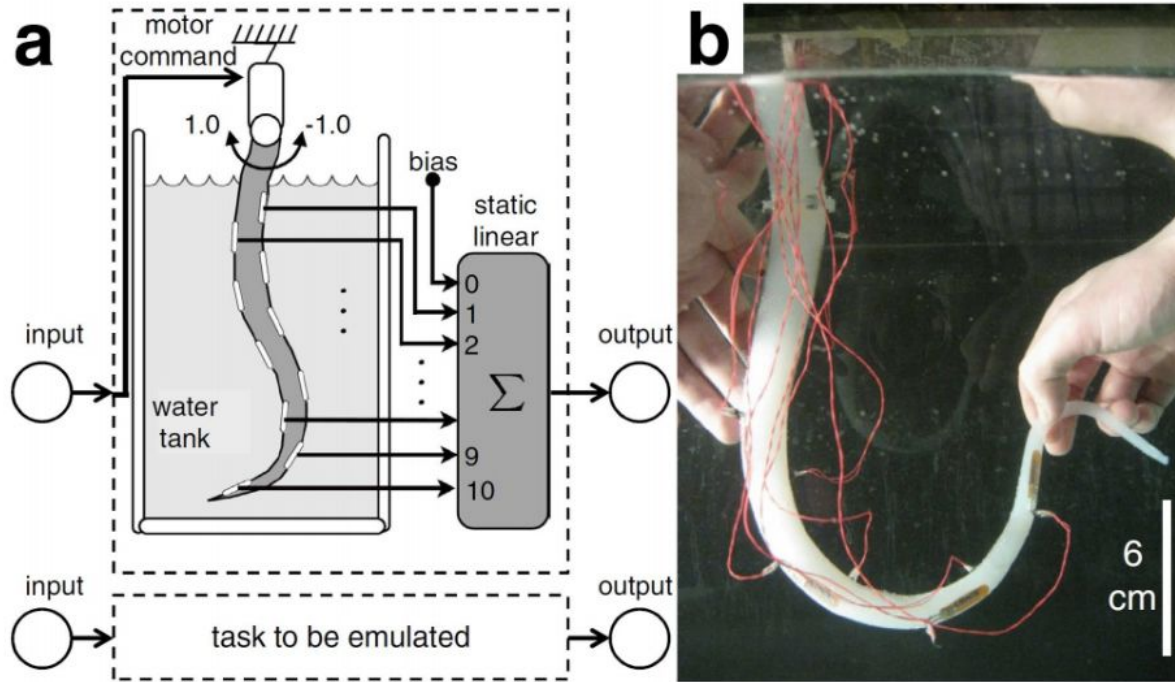 a
motor
command
1.0
-1.0
bias
static
linear
0
1
2
Σ
9
10
input
output
water
tank
input
output
task to be emulated
b
6
cm